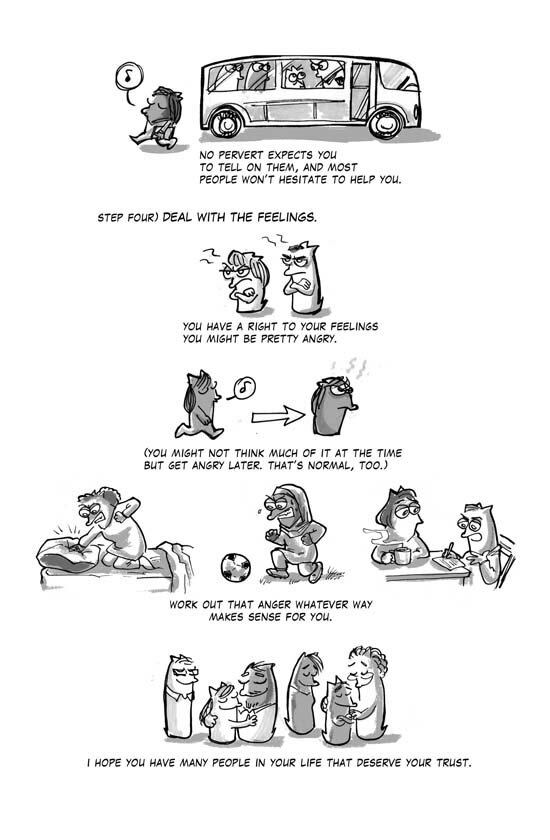 NO PERVERT EXPECTS YOU
TO TELL ON THEM, AND MOST
PEOPLE WON'T HESITATE TO HELP YOU.
STEP FOUR) DEAL WITH THE FEELINGS.
YOU HAVE A RIGHT TO YOUR FEELINGS
YOU MIGHT BE PRETTY ANGRY.
(YOU MIGHT NOT THINK MUCH OF IT AT THE TIME
BUT GET ANGRY LATER. THAT'S NORMAL, TOO.)
WORK OUT THAT ANGER WHATEVER WAY
MAKES SENSE FOR YOU.
I HOPE YOU HAVE MANY PEOPLE IN YOUR LIFE THAT DESERVE YOUR TRUST.